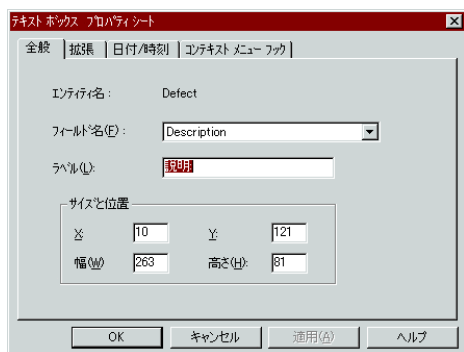 テキスト ボックス プロパティ シート
全般 拡張 日付/時刻 コンテキスト メニュー フック
エンティティ名 : Defect
フィールド名(F) : Description
ラベル(L): 説明:
サイズと位置
X: 10 Y: 121
幅(W) 263 高さ(H): 81
OK キャンセル 適用(A) ヘルプ